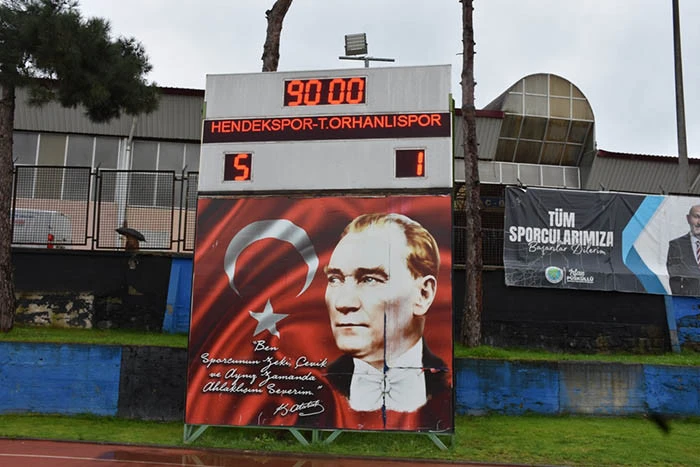 90 00
HENDEKSPOR-T.ORHANLISPOR
5 1
TÜM
SPORCULARIMIZA
Başarılar Dilerim
"Ben
Sporcunun Zeki, Çevik
ve Aynı Zamanda
Ahlaklısını Severim."
K. Atatürk